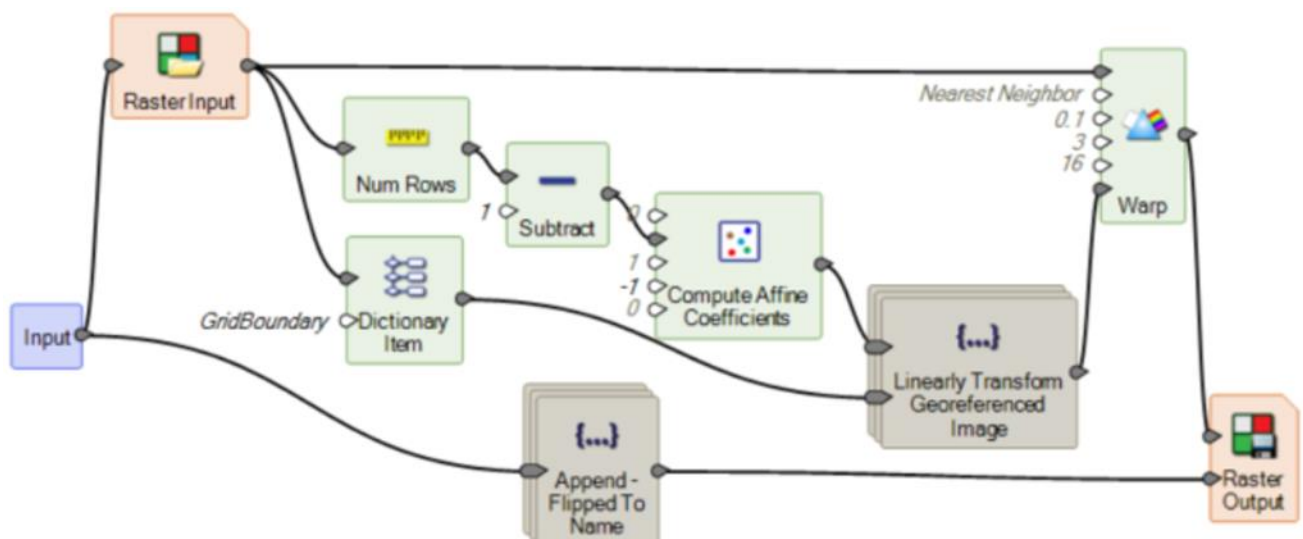 Raster Input
Nearest Neighbor
0.1
3
16
Warp
Num Rows
1
Subtract
0
1
-1
0
Compute Affine
Coefficients
GridBoundary
Dictionary
Item
Input
{...}
Linearly Transform
Georeferenced
Image
{...}
Append -
Flipped To
Name
Raster
Output